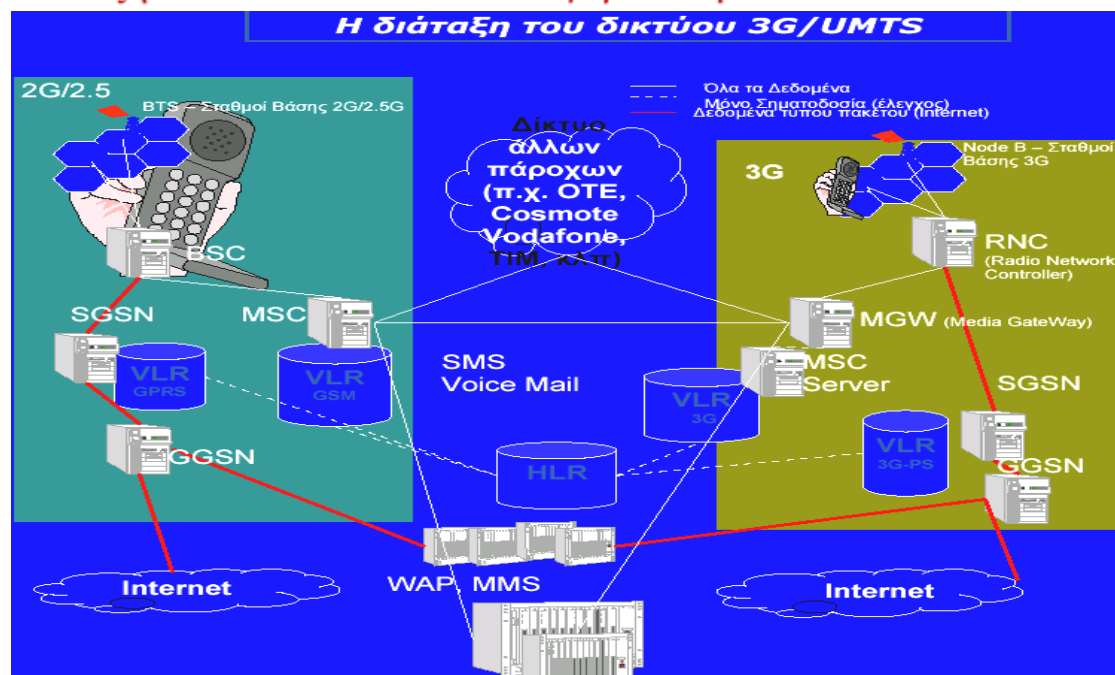 Η διάταξη του δικτύου 3G/UMTS
2G/2.5
BTS – Σταθμοί Βάσης 2G/2.5G
Όλα τα Δεδομένα
Μόνο Σηματοδοσία (έλεγχος)
Δεδομένα τύπου πακέτου (Internet)
Δίκτυο
άλλων
πάροχων
(π.χ. ΟΤΕ,
Cosmote
Vodafone,
TIM, κλπ)
3G
Node B – Σταθμοί
Βάσης 3G
BSC
RNC
(Radio Network
Controller)
SGSN
MSC
MGW (Media GateWay)
VLR
GPRS
VLR
GSM
SMS
Voice Mail
MSC
Server
VLR
3G
SGSN
GGSN
HLR
VLR
3G-PS
GGSN
WAP, MMS
Internet
Internet